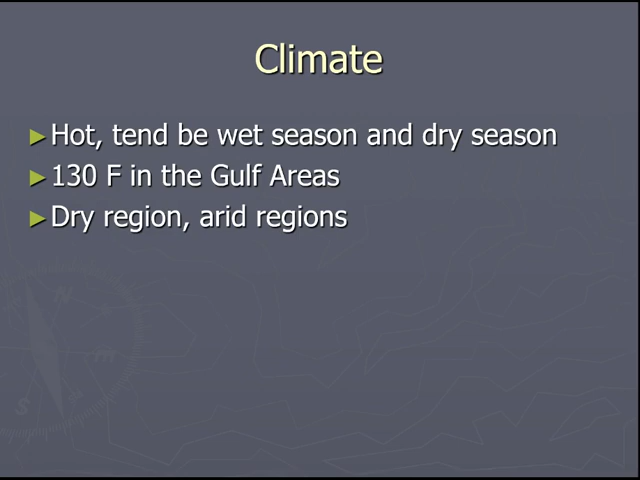 Climate
►Hot, tend be wet season and dry season
►130 F in the Gulf Areas
►Dry region, arid regions
N
m
S